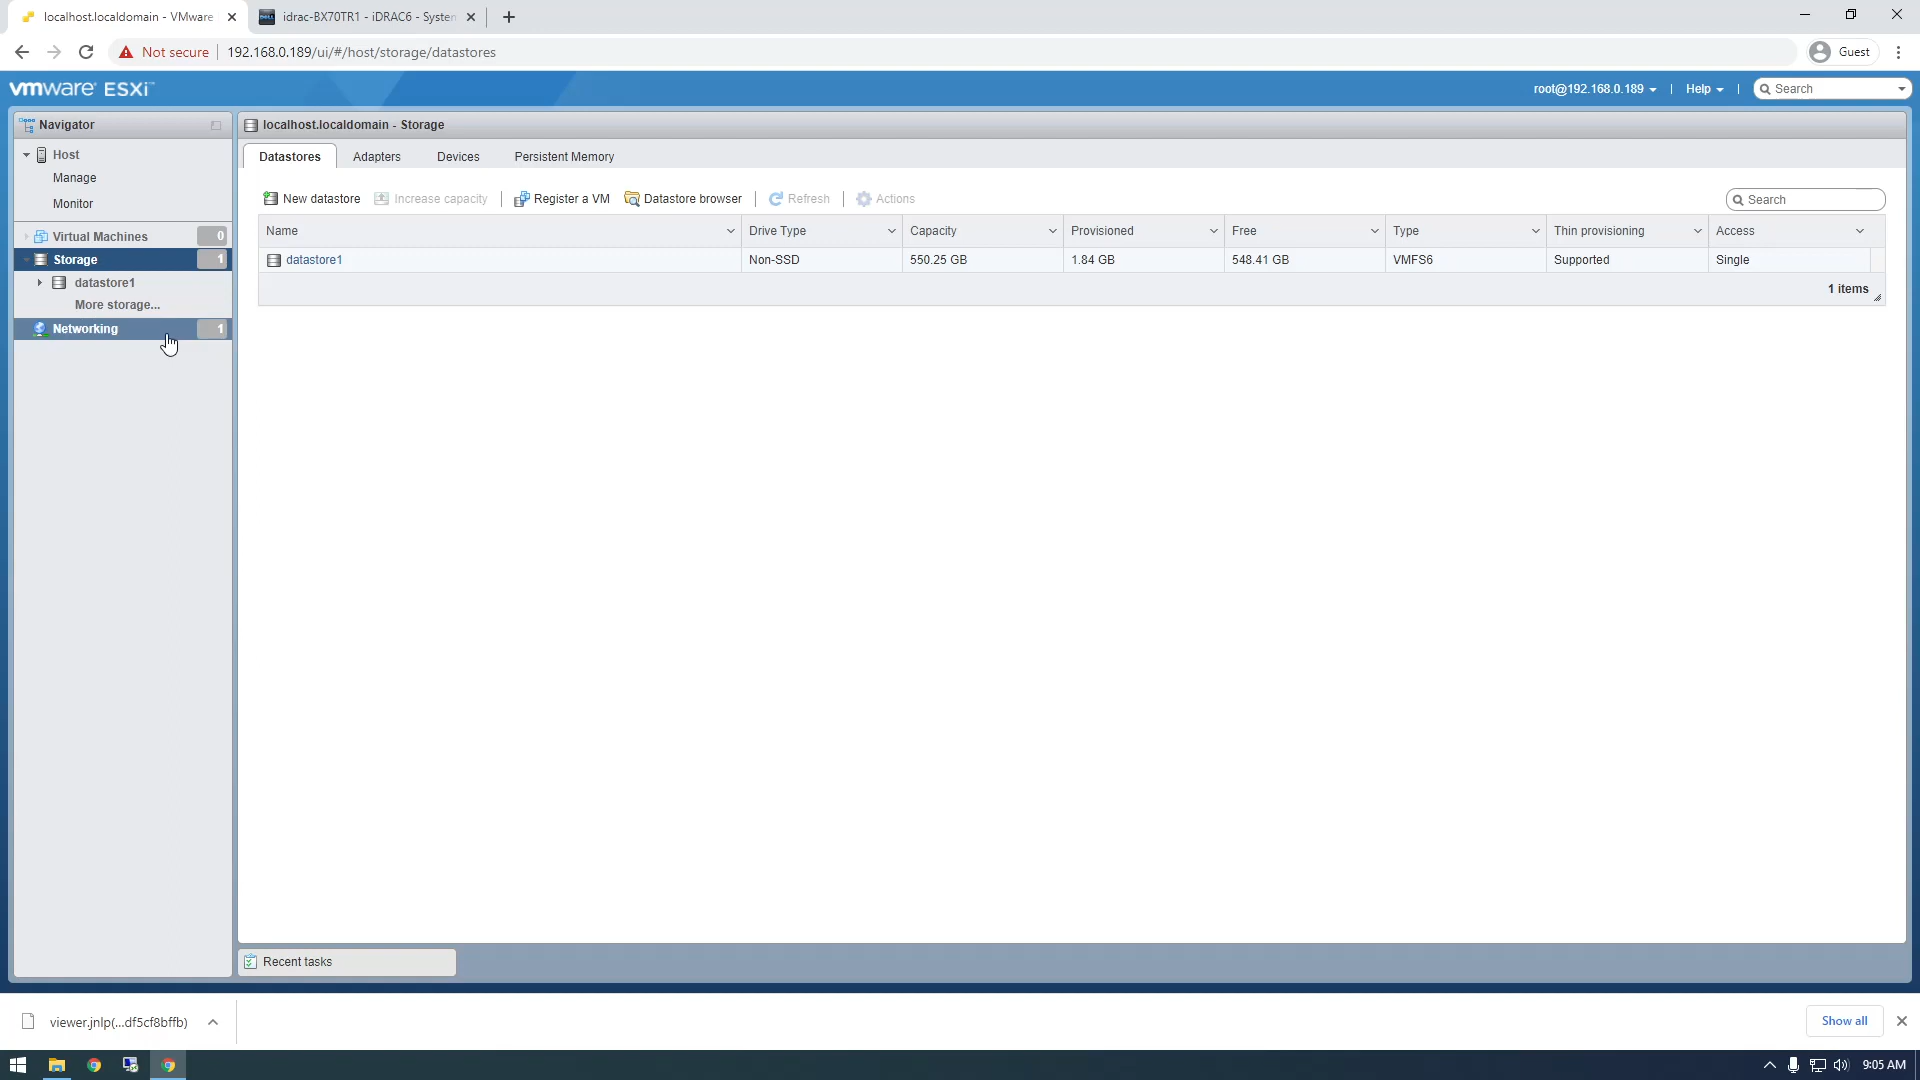 localhost.localdomain - VMware
idrac-BX70TR1 - iDRAC6 - System
Not secure
192.168.0.189/ui/#/host/storage/datastores
Guest
vmware ESXi™
root@192.168.0.189
Help
Search
Navigator
localhost.localdomain - Storage
Host
Manage
Monitor
Virtual Machines 0
Storage 1
datastore1
More storage...
Networking 1
Datastores Adapters Devices Persistent Memory
New datastore Increase capacity Register a VM Datastore browser Refresh Actions
Search
Name Drive Type Capacity Provisioned Free Type Thin provisioning Access
datastore1 Non-SSD 550.25 GB 1.84 GB 548.41 GB VMFS6 Supported Single
1 items
Recent tasks
viewer.jnlp(...df5cf8bffb)
Show all
9:05 AM